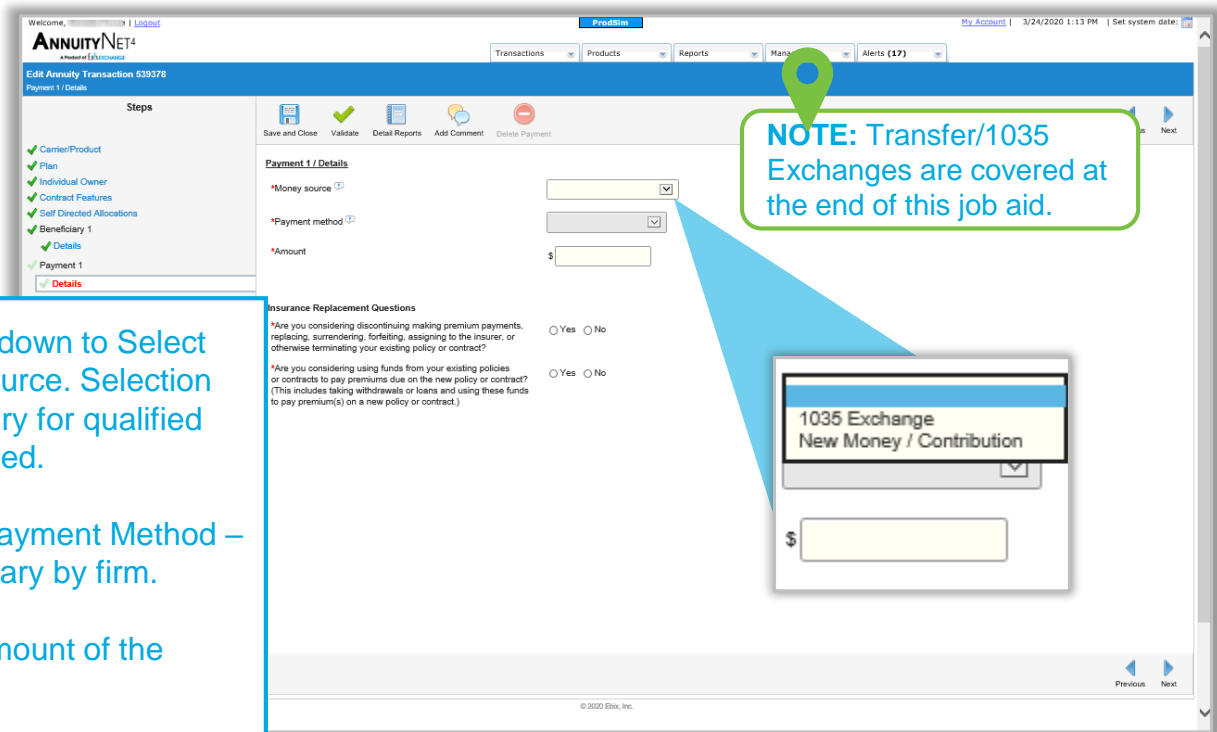 Welcome, | Logout
ProdSim
My Account | 3/24/2020 1:13 PM | Set system date:
ANNUITYNET4
A Product of EBIXEXCHANGE
Transactions
Products
Reports
Alerts (17)
Edit Annuity Transaction 539378
Payment 1 / Details
Steps
Save and Close
Validate
Detail Reports
Add Comment
Delete Payment
Next
NOTE: Transfer/1035
Exchanges are covered at
the end of this job aid.
Carrier/Product
Plan
Individual Owner
Contract Features
Self Directed Allocations
Beneficiary 1
Details
Payment 1
Details
Payment 1 / Details
*Money source
*Payment method
*Amount
$
Insurance Replacement Questions
*Are you considering discontinuing making premium payments,
replacing, surrendering, forfeiting, assigning to the insurer, or
otherwise terminating your existing policy or contract?
Yes No
*Are you considering using funds from your existing policies
or contracts to pay premiums due on the new policy or contract?
(This includes taking withdrawals or loans and using these funds
to pay premium(s) on a new policy or contract.)
Yes No
down to Select
urce. Selection
ry for qualified
ed.
ayment Method –
ary by firm.
mount of the
1035 Exchange
New Money / Contribution
$
Previous
Next
© 2020 Ebix, Inc.